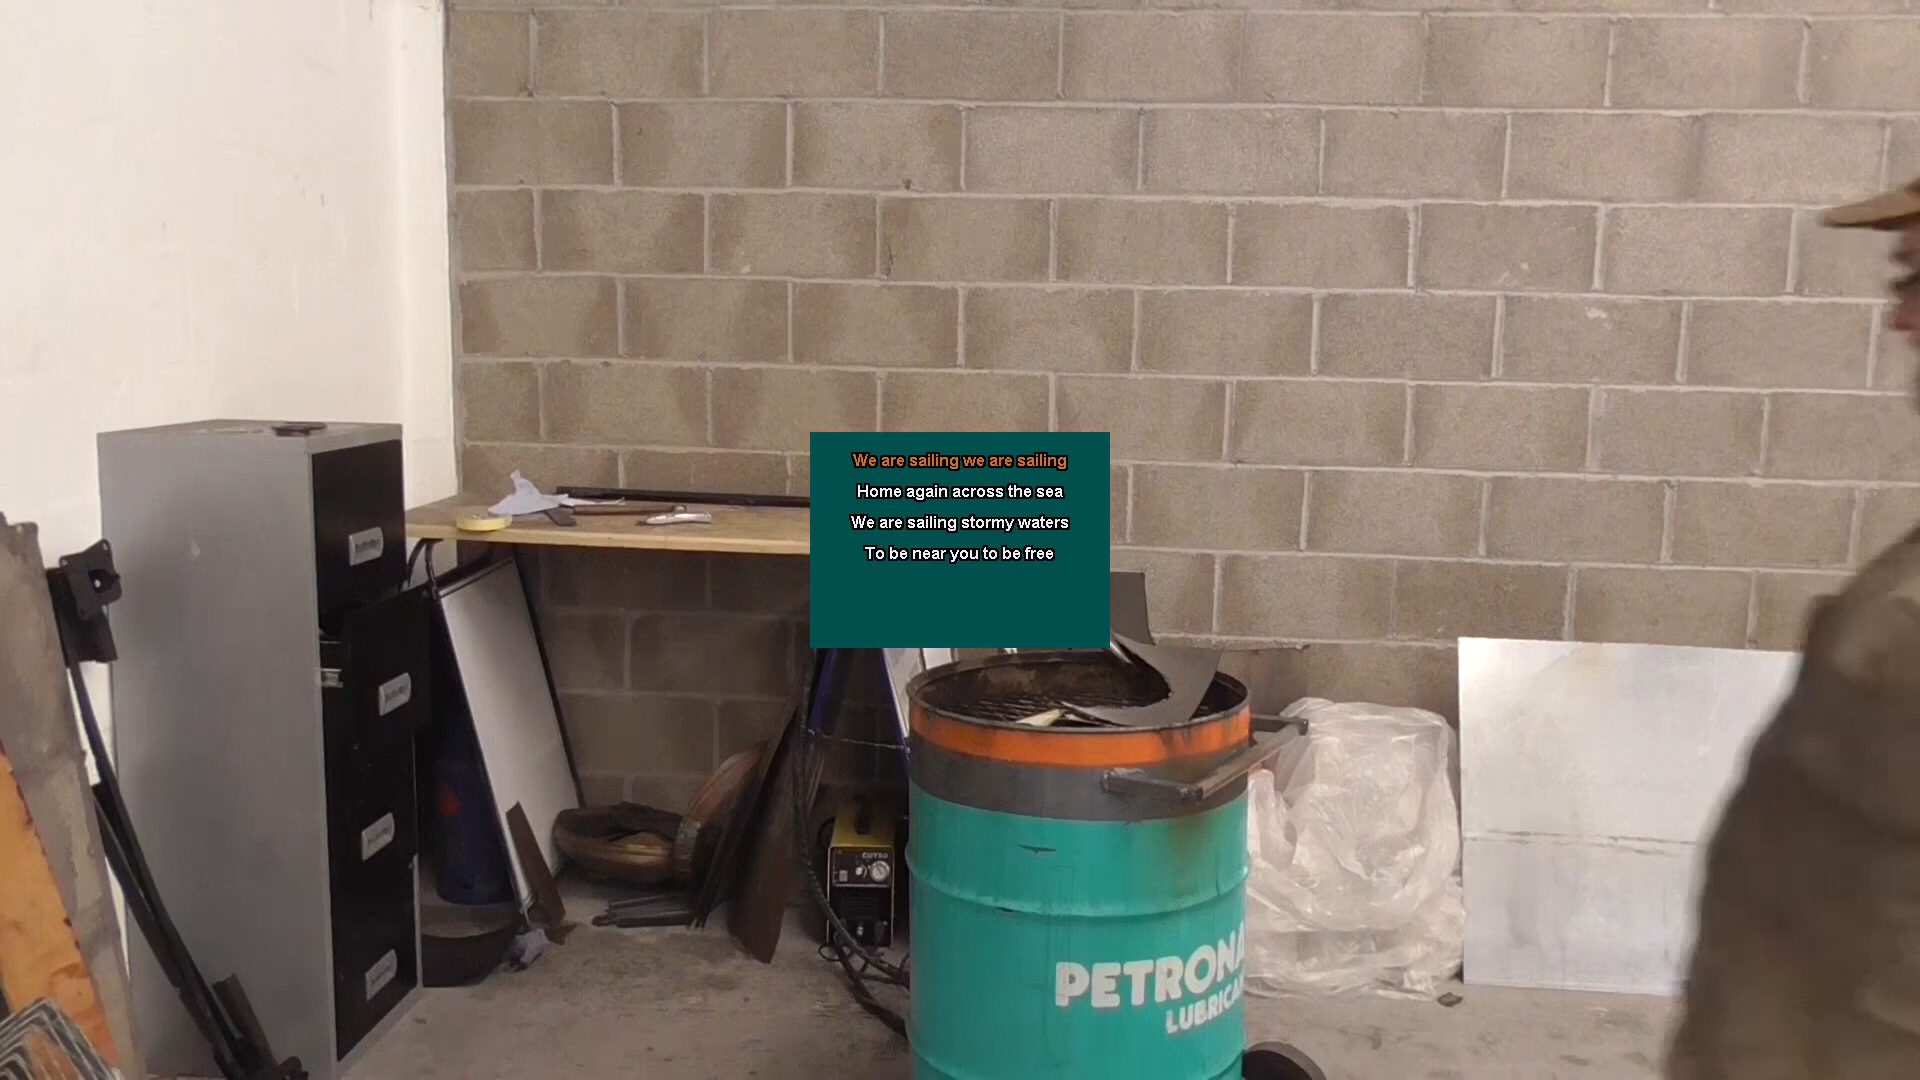 We are sailing we are sailing
Home again across the sea
We are sailing stormy waters
To be near you to be free
CUT50
PETRONA
LUBRICA